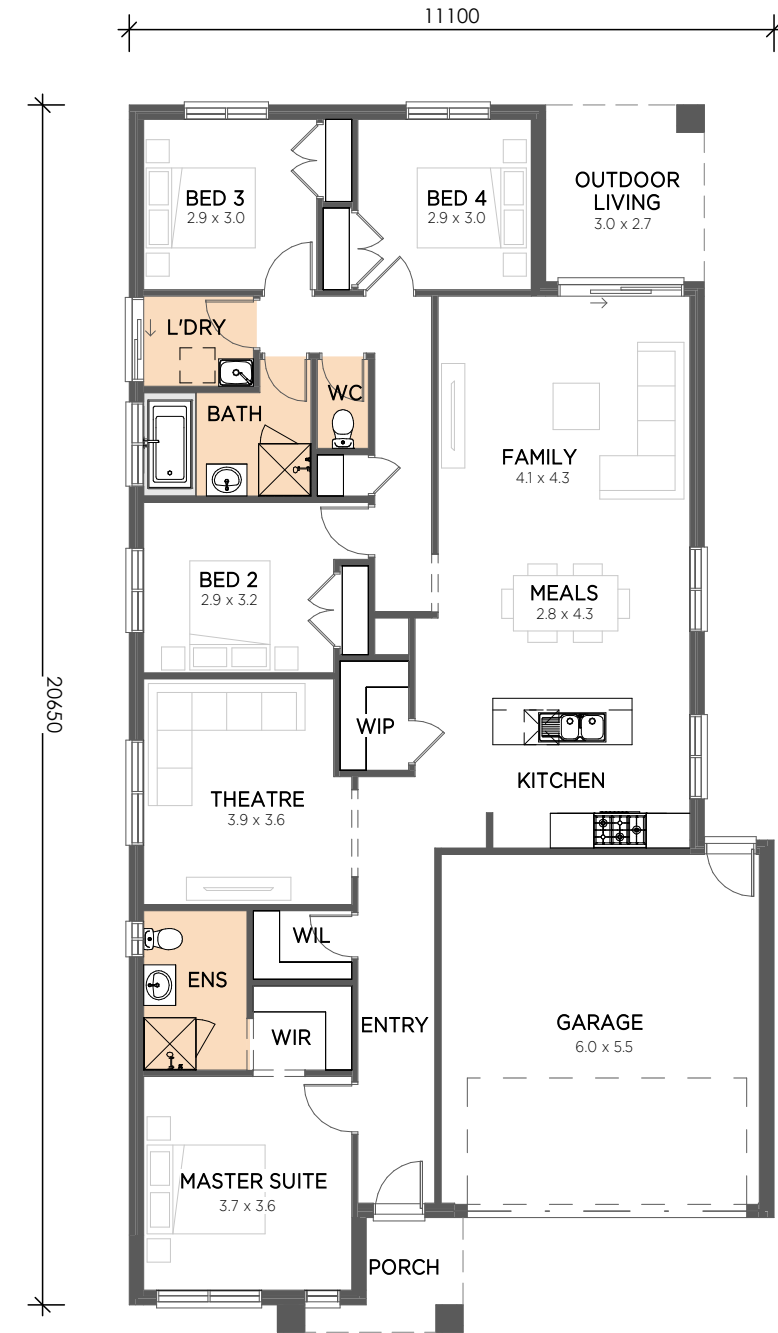 11100
20650
BED 3
2.9 x 3.0
BED 4
2.9 x 3.0
OUTDOOR
LIVING
3.0 x 2.7
L'DRY
WC
BATH
FAMILY
4.1 x 4.3
BED 2
2.9 x 3.2
MEALS
2.8 x 4.3
WIP
KITCHEN
THEATRE
3.9 x 3.6
WIL
ENS
WIR
ENTRY
GARAGE
6.0 x 5.5
MASTER SUITE
3.7 x 3.6
PORCH